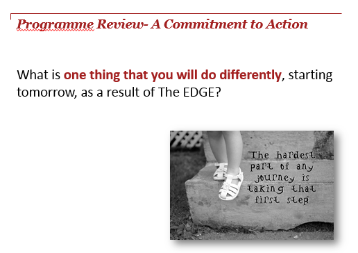 Programme Review- A Commitment to Action
What is one thing that you will do differently, starting
tomorrow, as a result of The EDGE?
The hardest
part of any
journey is
taking that
first step